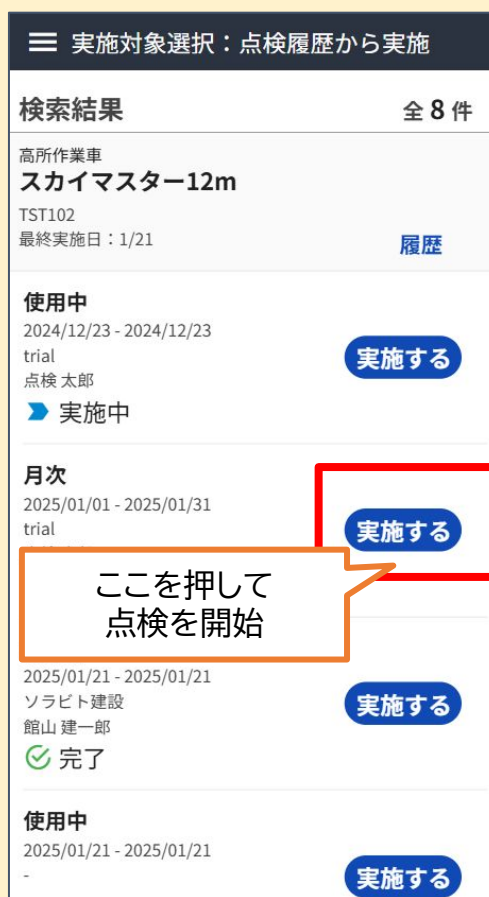 実施対象選択：点検履歴から実施
検索結果 全 8 件
高所作業車
スカイマスター12m
TST102
最終実施日：1/21 履歴
使用中
2024/12/23 - 2024/12/23
trial
点検 太郎
実施中
実施する
月次
2025/01/01 - 2025/01/31
trial
実施する
ここを押して
点検を開始
2025/01/21 - 2025/01/21
ソラビト建設
館山 建一郎
完了
実施する
使用中
2025/01/21 - 2025/01/21
-
実施する